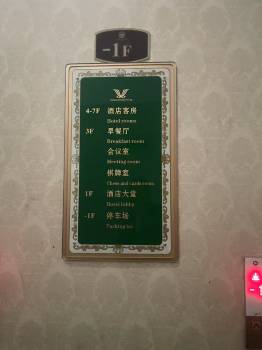 -1F
4-7F 酒店客房
Hotel rooms
3F 早餐厅
Breakfast room
会议室
Meeting room
棋牌室
Chess and cards room
1F 酒店大堂
Hotel lobby
-1F 停车场
Parking lot